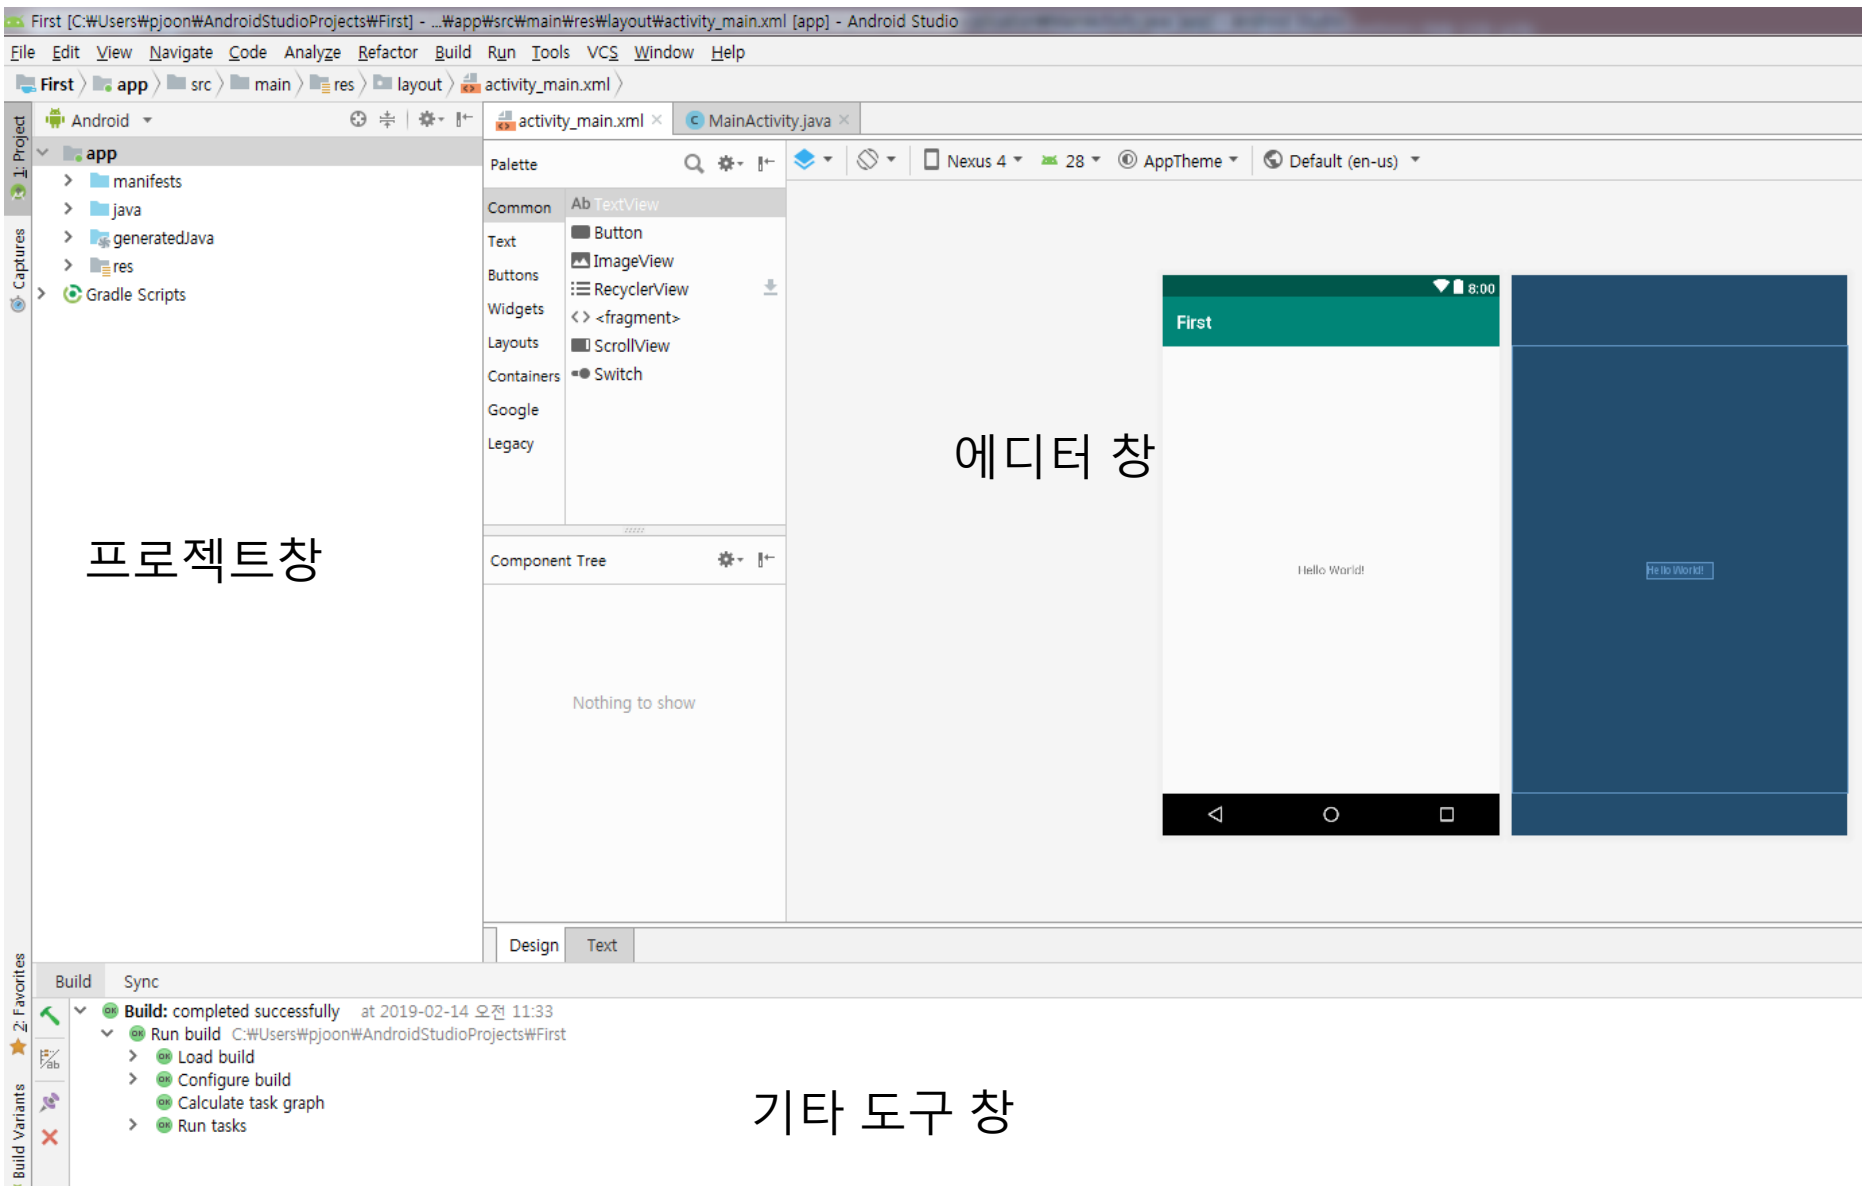 First [C:₩Users₩pjoon₩AndroidStudioProjects₩First] - ...₩app₩src₩main₩res₩layout₩activity_main.xml [app] - Android Studio
File Edit View Navigate Code Analyze Refactor Build Run Tools VCS Window Help
First app src main res layout activity_main.xml
1: Project
Captures
2: Favorites
Build Variants
Android
app
manifests
java
generatedJava
res
Gradle Scripts
프로젝트창
activity_main.xml MainActivity.java
Palette
Common
Text
Buttons
Widgets
Layouts
Containers
Google
Legacy
Ab TextView
Button
ImageView
RecyclerView
<fragment>
ScrollView
Switch
Component Tree
Nothing to show
Nexus 4 28 AppTheme Default (en-us)
에디터 창
8:00
First
Hello World!
Hello World!
Design Text
Build Sync
OK Build: completed successfully at 2019-02-14 오전 11:33
OK Run build C:₩Users₩pjoon₩AndroidStudioProjects₩First
OK Load build
OK Configure build
OK Calculate task graph
OK Run tasks
기타 도구 창